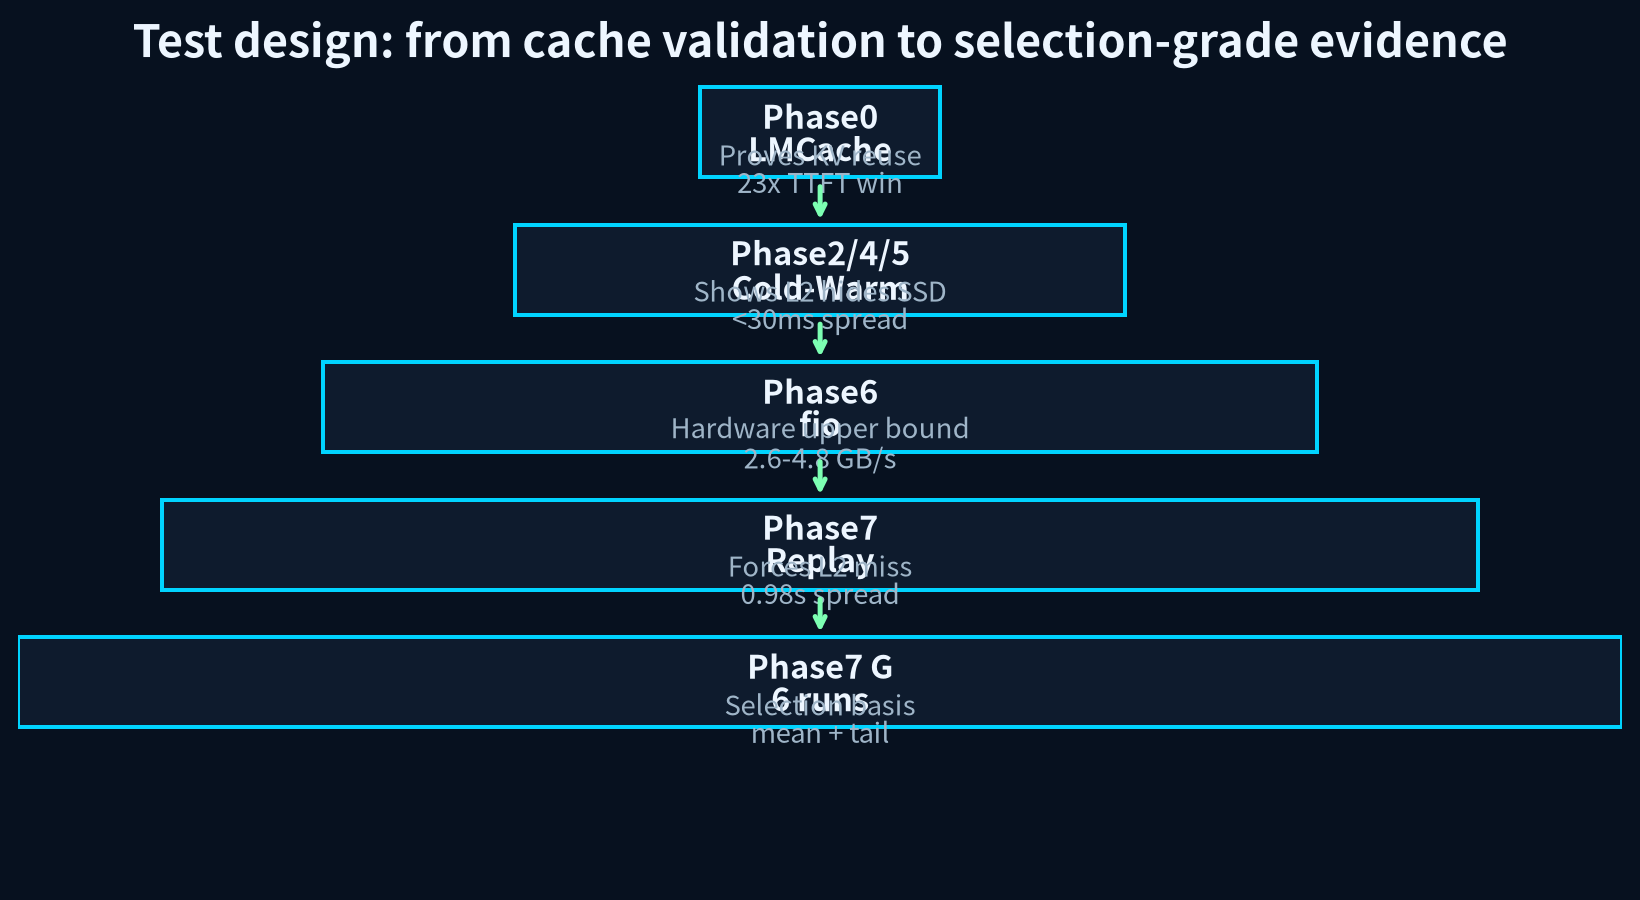 Test design: from cache validation to selection-grade evidence
Phase0
LMCache
Proves KV reuse
23x TTFT win
Phase2/4/5
Cold-Warm
Shows L2 hides SSD
<30ms spread
Phase6
fio
Hardware upper bound
2.6-4.8 GB/s
Phase7
Replay
Forces L2 miss
0.98s spread
Phase7 G
6 runs
Selection basis
mean + tail